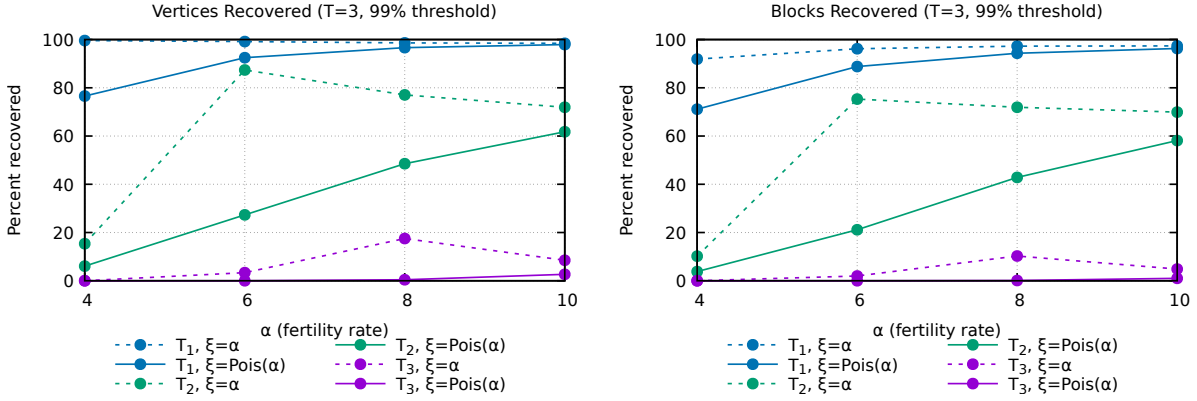 Vertices Recovered (T=3, 99% threshold)
100
80
60
40
20
0
Percent recovered
4 6 8 10
α (fertility rate)
T₁, ξ=α
T₁, ξ=Pois(α)
T₂, ξ=α
T₂, ξ=Pois(α)
T₃, ξ=α
T₃, ξ=Pois(α)
Blocks Recovered (T=3, 99% threshold)
100
80
60
40
20
0
Percent recovered
4 6 8 10
α (fertility rate)
T₁, ξ=α
T₁, ξ=Pois(α)
T₂, ξ=α
T₂, ξ=Pois(α)
T₃, ξ=α
T₃, ξ=Pois(α)